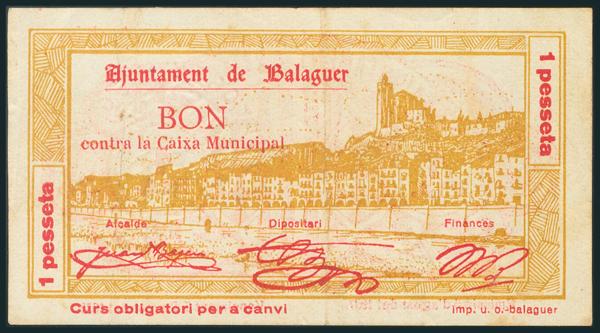 Ajuntament de Balaguer
BON
contra la Caixa Municipal
1 pesseta
1 pesseta
Alcalde
Dipositari
Finances
Curs obligatori per a canvi
imp. u. o.-balaguer